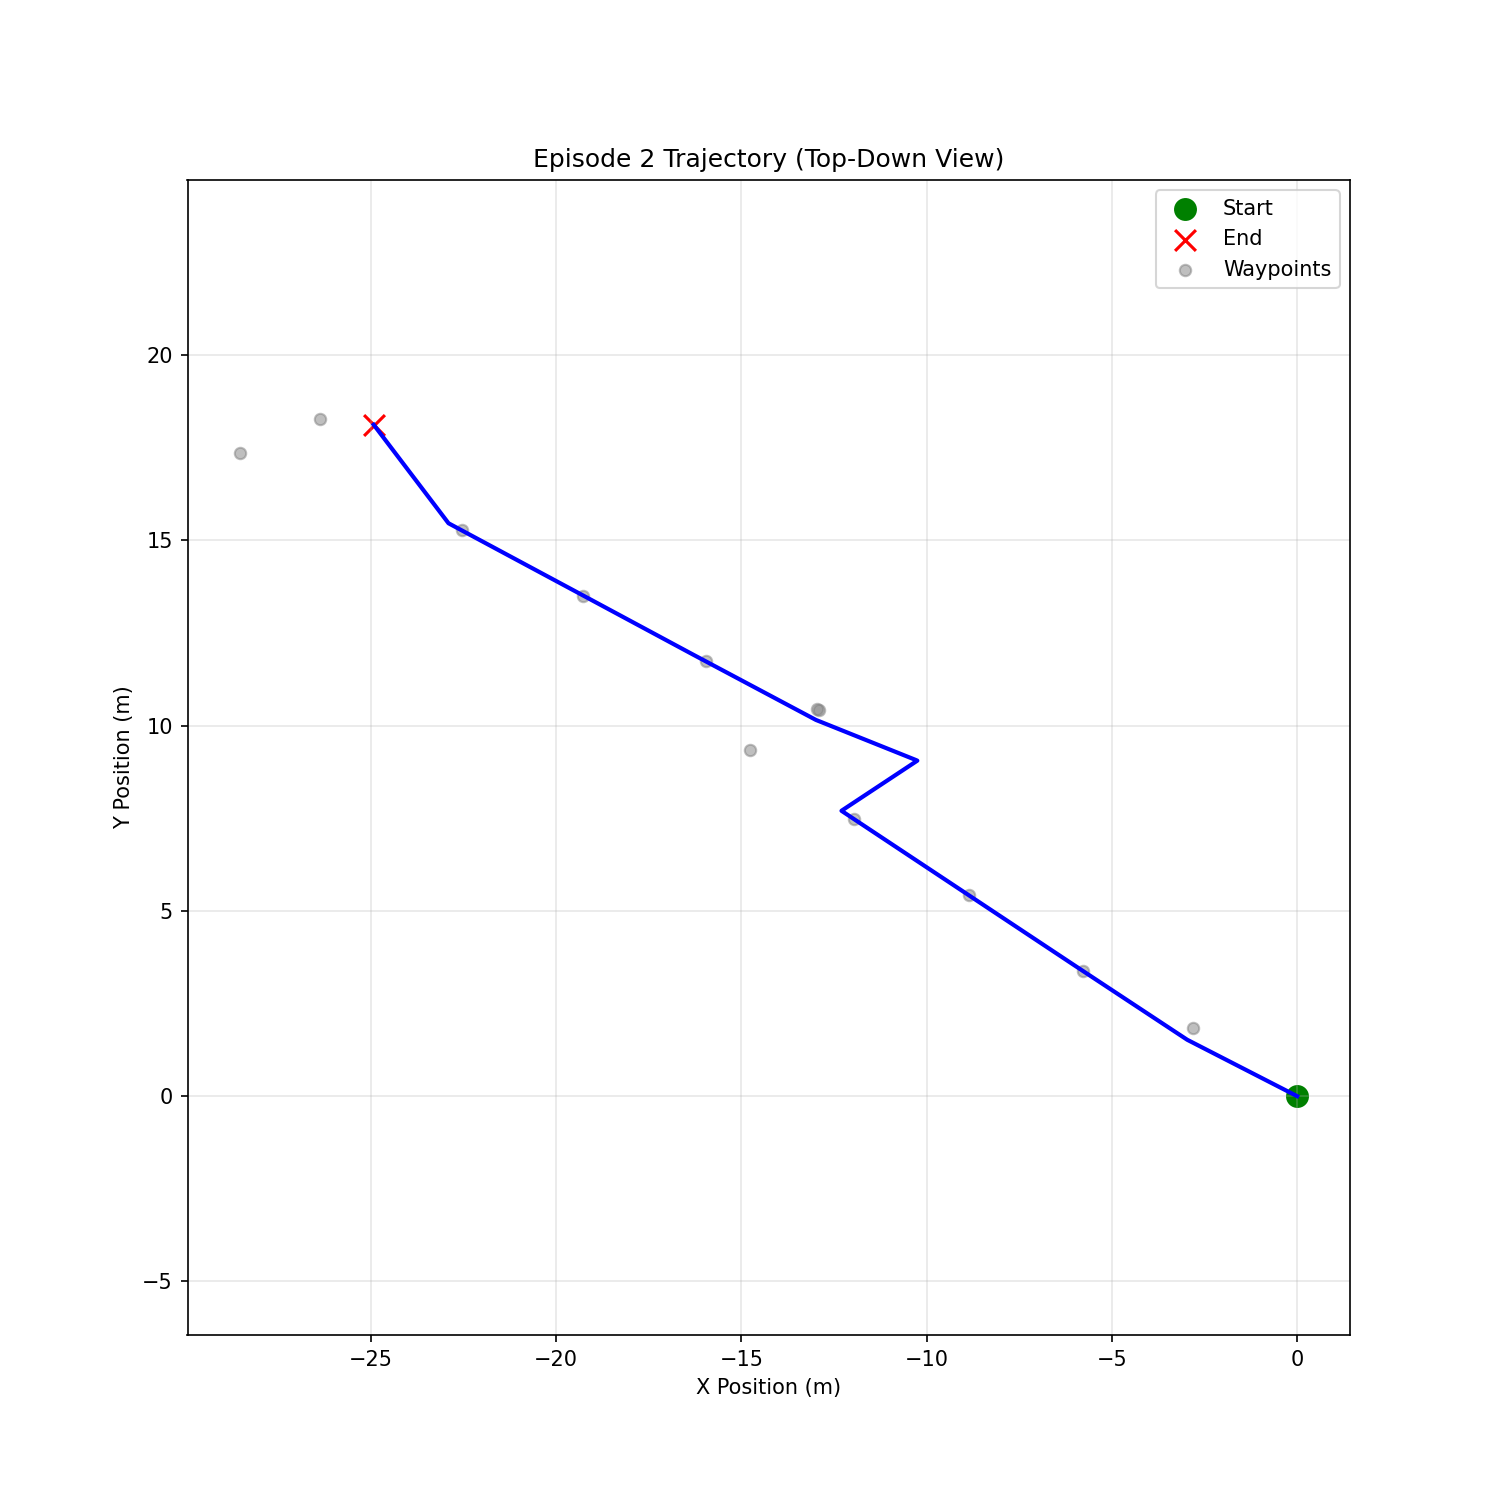 Episode 2 Trajectory (Top-Down View)
Start
End
Waypoints
20
15
10
5
0
−5
Y Position (m)
−25
−20
−15
−10
−5
0
X Position (m)